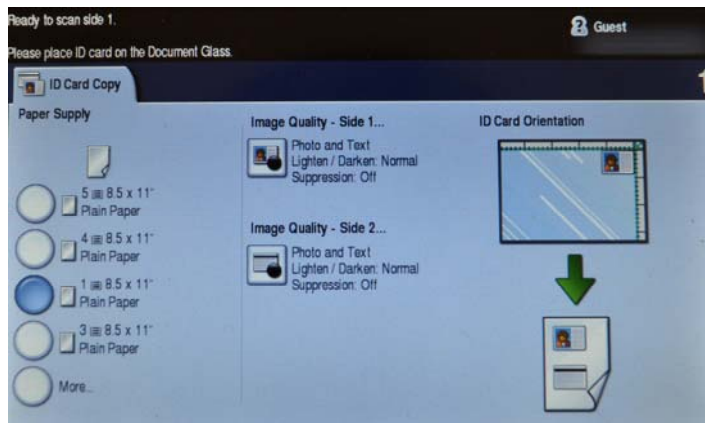 Ready to scan side 1.
Guest
Please place ID card on the Document Glass.
ID Card Copy
Paper Supply
5 8.5 x 11"
Plain Paper
4 8.5 x 11"
Plain Paper
1 8.5 x 11"
Plain Paper
3 8.5 x 11"
Plain Paper
More...
Image Quality - Side 1...
Photo and Text
Lighten / Darken: Normal
Suppression: Off
Image Quality - Side 2...
Photo and Text
Lighten / Darken: Normal
Suppression: Off
ID Card Orientation